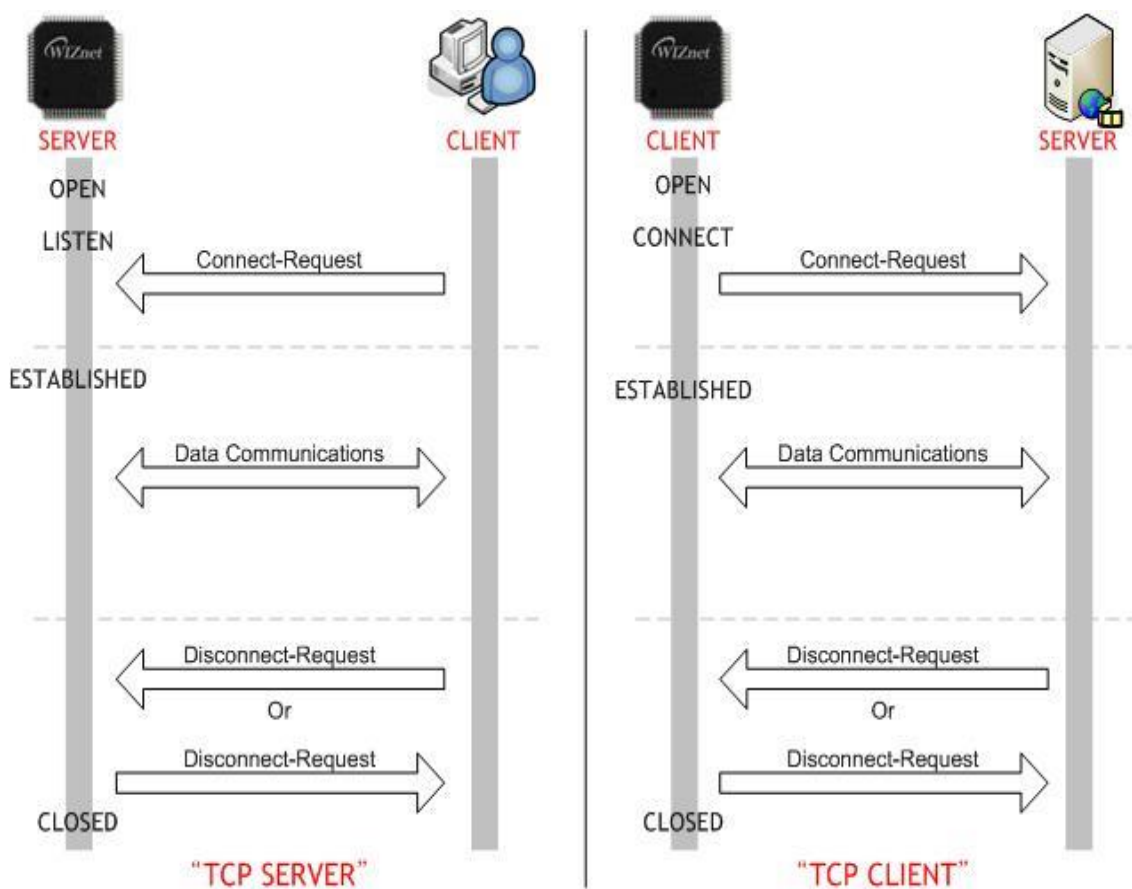 WIZnet
SERVER
CLIENT
OPEN
LISTEN
Connect-Request
ESTABLISHED
Data Communications
Disconnect-Request
Or
Disconnect-Request
CLOSED
“TCP SERVER”
WIZnet
CLIENT
SERVER
OPEN
CONNECT
Connect-Request
ESTABLISHED
Data Communications
Disconnect-Request
Or
Disconnect-Request
CLOSED
“TCP CLIENT”